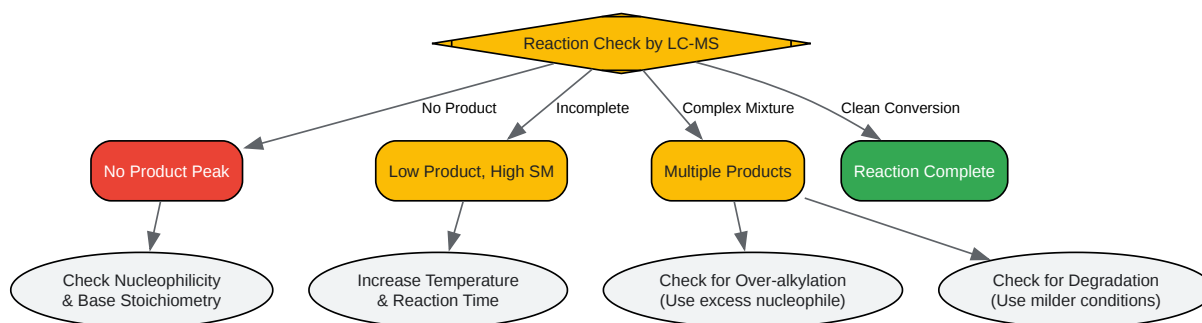 Reaction Check by LC-MS
No Product
Incomplete
Complex Mixture
Clean Conversion
No Product Peak
Low Product, High SM
Multiple Products
Reaction Complete
Check Nucleophilicity
& Base Stoichiometry
Increase Temperature
& Reaction Time
Check for Over-alkylation
(Use excess nucleophile)
Check for Degradation
(Use milder conditions)